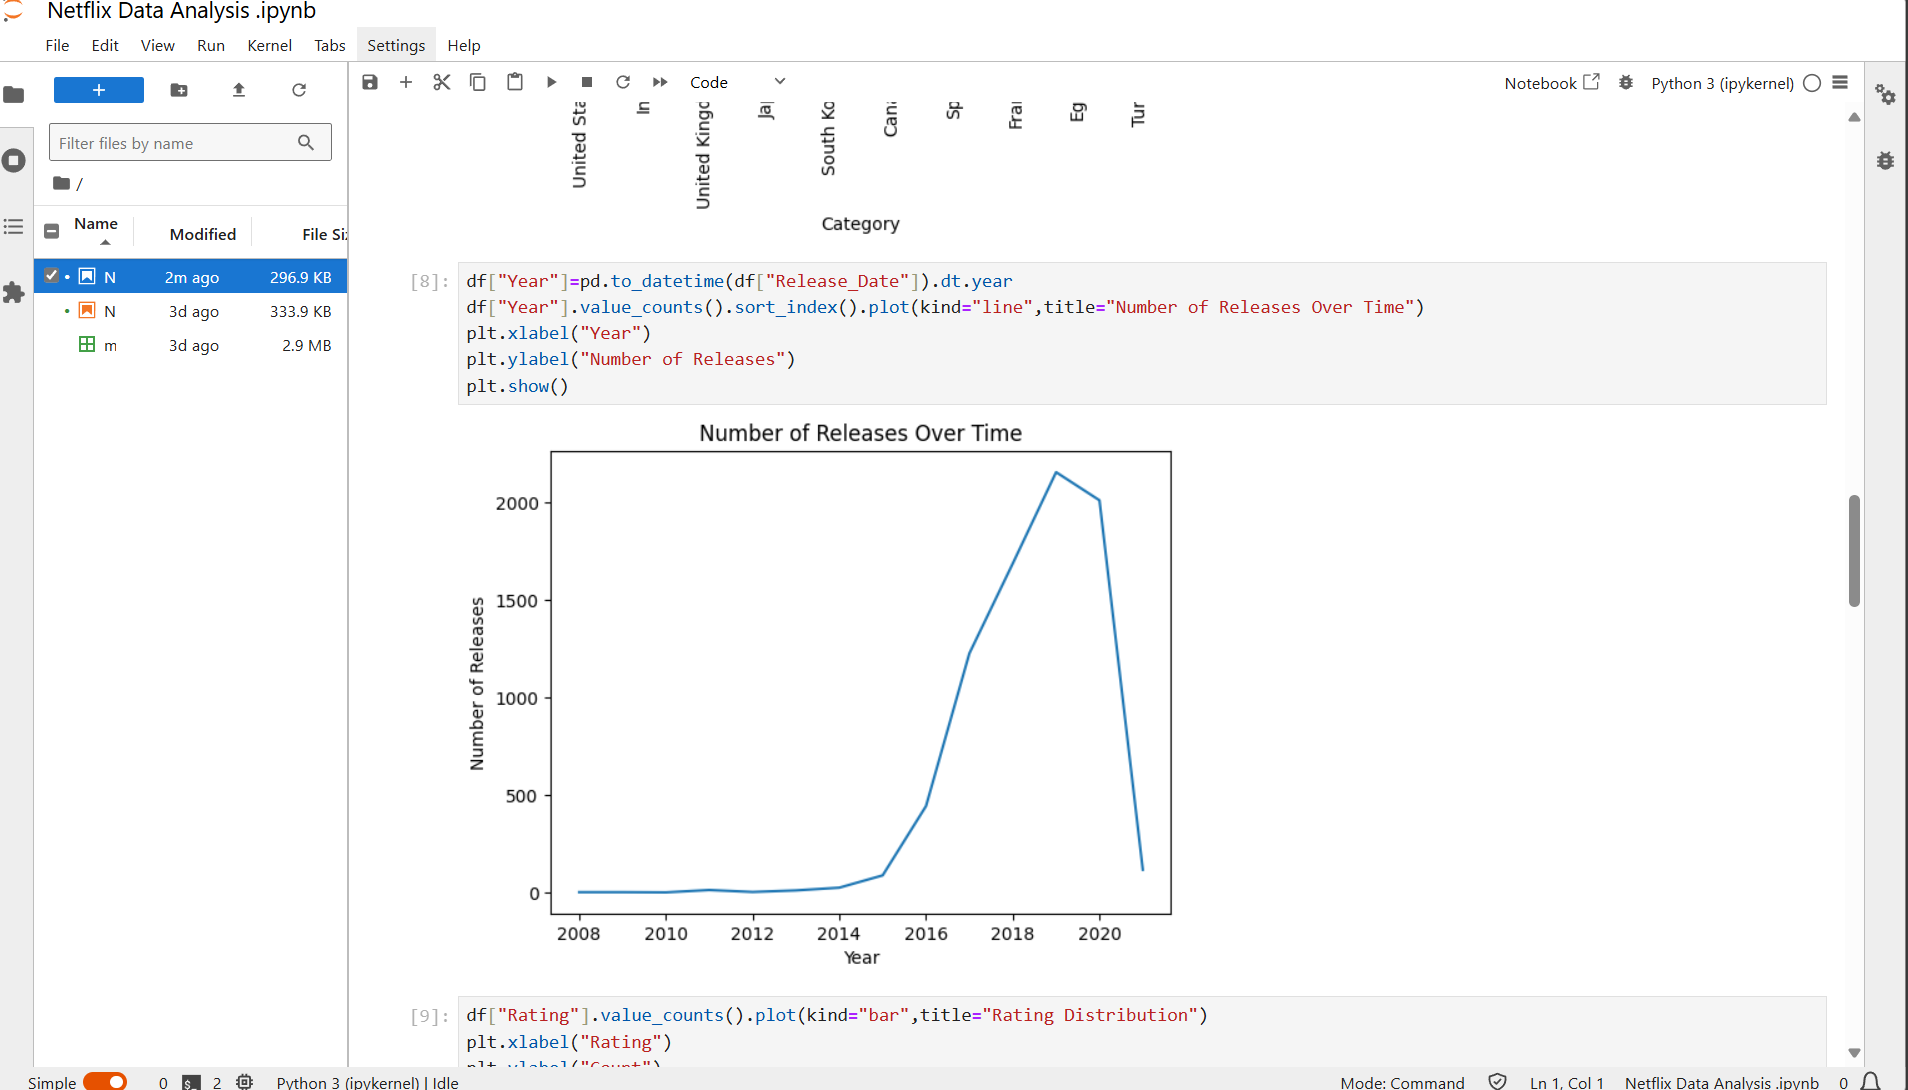 Netflix Data Analysis .ipynb
File Edit View Run Kernel Tabs Settings Help
Code
Notebook
Python 3 (ipykernel)
Filter files by name
/
Name Modified File Si
N 2m ago 296.9 KB
N 3d ago 333.9 KB
m 3d ago 2.9 MB
United Sta
In
United Kingd
Ja
South Ko
Cana
Sp
Fra
Eg
Tur
Category
[8]:
df["Year"]=pd.to_datetime(df["Release_Date"]).dt.year
df["Year"].value_counts().sort_index().plot(kind="line",title="Number of Releases Over Time")
plt.xlabel("Year")
plt.ylabel("Number of Releases")
plt.show()
Number of Releases Over Time
Number of Releases
2000
1500
1000
500
0
2008 2010 2012 2014 2016 2018 2020
Year
[9]:
df["Rating"].value_counts().plot(kind="bar",title="Rating Distribution")
plt.xlabel("Rating")
plt.ylabel("Count")
Simple 0 $_ 2 Python 3 (ipykernel) | Idle
Mode: Command Ln 1, Col 1 Netflix Data Analysis .ipynb 0